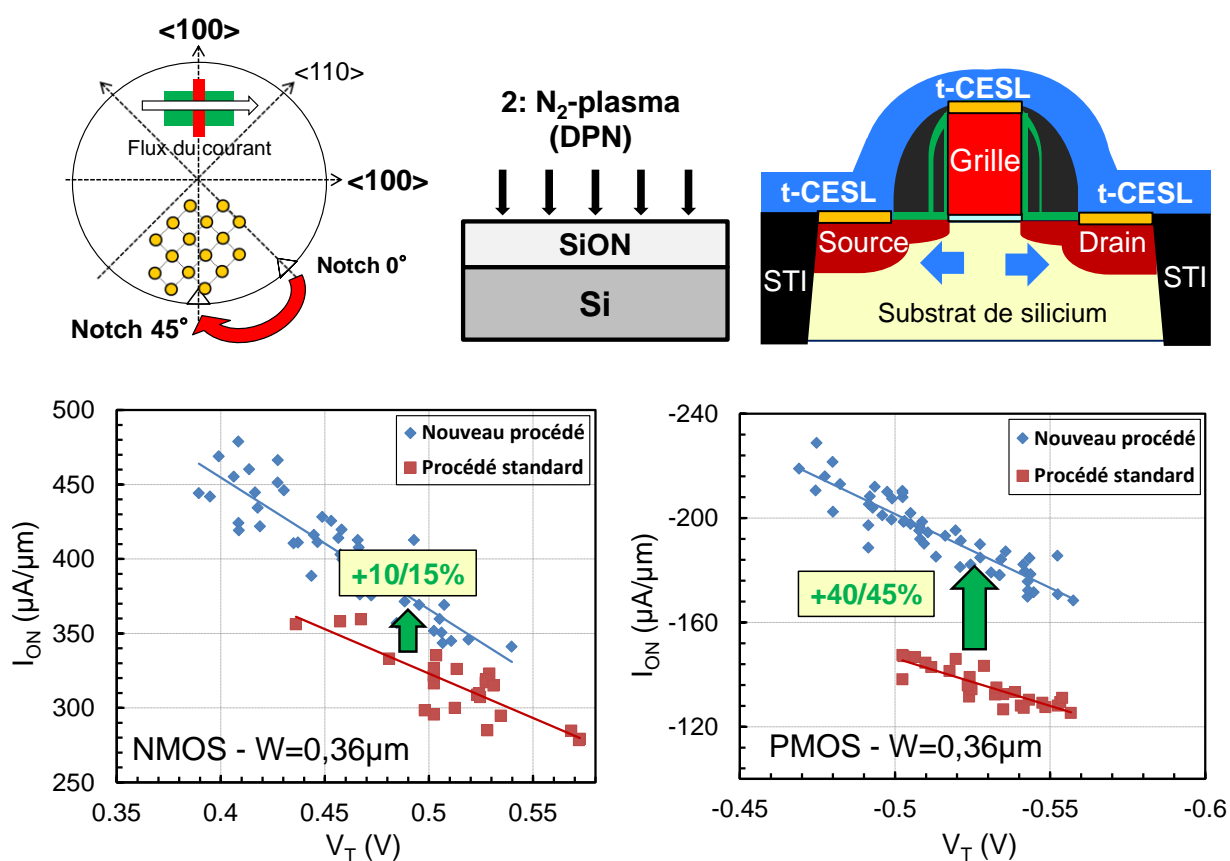 <100>
<110>
Flux du courant
<100>
Notch 0°
Notch 45°
2: N₂-plasma
(DPN)
SiON
Si
t-CESL
Grille
t-CESL
t-CESL
Source
Drain
STI
STI
Substrat de silicium
500
450
400
350
300
250
I_ON (µA/µm)
Nouveau procédé
Procédé standard
+10/15%
NMOS - W=0,36µm
0.35
0.4
0.45
0.5
0.55
V_T (V)
-240
-200
-160
-120
I_ON (µA/µm)
Nouveau procédé
Procédé standard
+40/45%
PMOS - W=0,36µm
-0.45
-0.5
-0.55
-0.6
V_T (V)